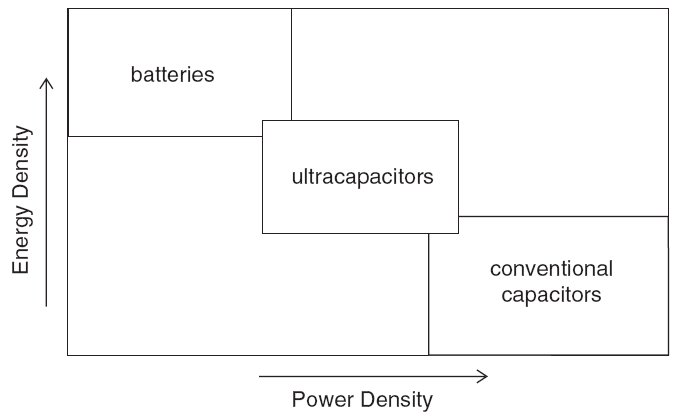 batteries
ultracapacitors
conventional
capacitors
Energy Density
Power Density